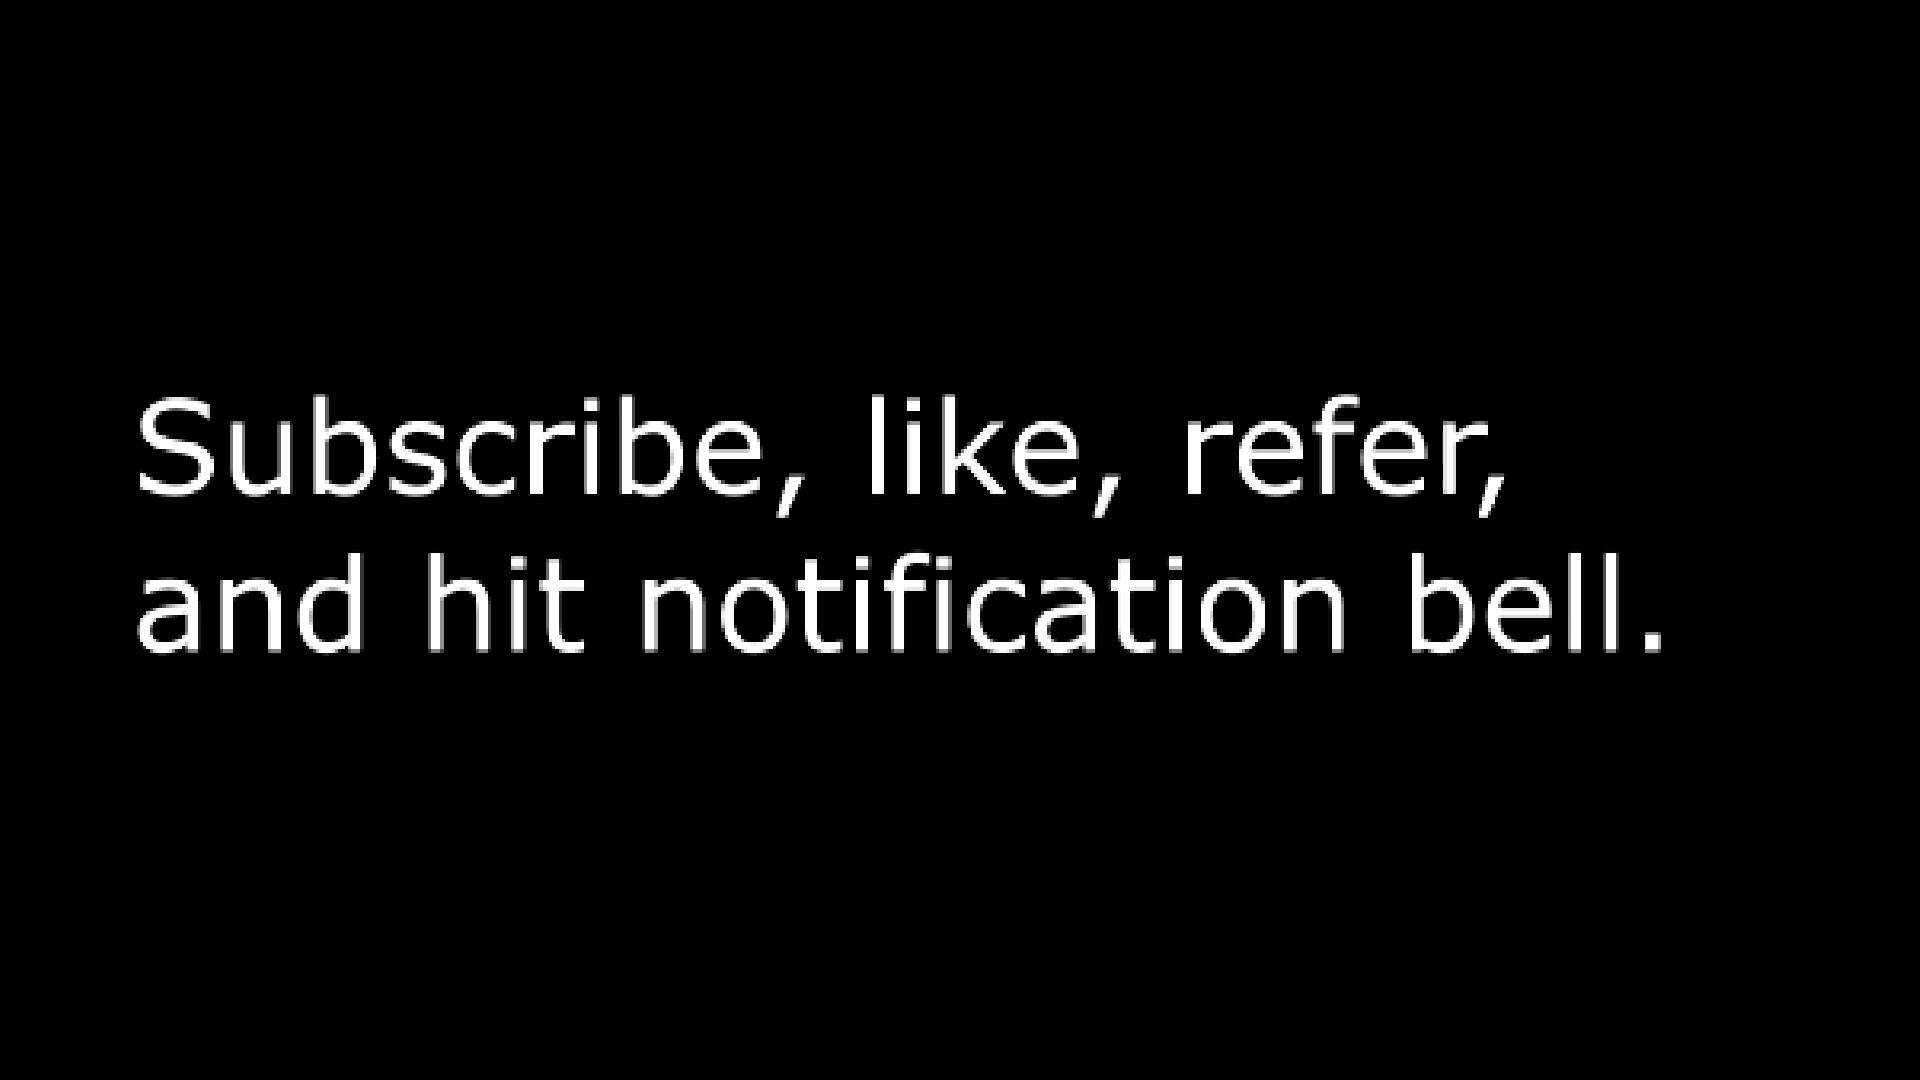 Subscribe, like, refer,
and hit notification bell.